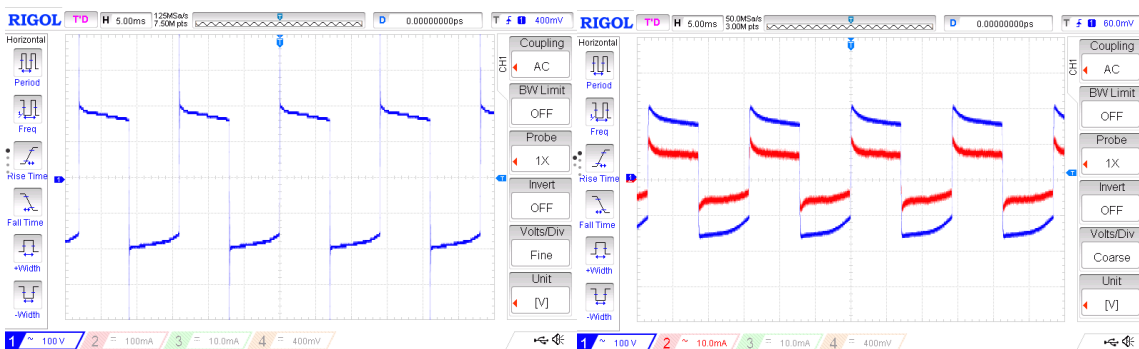 RIGOL T'D H 5.00ms 125MSa/s 7.50M pts D 0.00000000ps T 1 400mV
Horizontal
Period
Freq
Rise Time
Fall Time
+Width
-Width
T
1
T
CH1
Coupling
AC
BW Limit
OFF
Probe
1X
Invert
OFF
Volts/Div
Fine
Unit
[V]
1 ~ 100 V 2 = 100mA 3 = 10.0mA 4 = 400mV
RIGOL T'D H 5.00ms 50.0MSa/s 3.00M pts D 0.00000000ps T 1 60.0mV
Horizontal
Period
Freq
Rise Time
Fall Time
+Width
-Width
T
1
T
CH1
Coupling
AC
BW Limit
OFF
Probe
1X
Invert
OFF
Volts/Div
Coarse
Unit
[V]
1 ~ 100 V 2 ~ 10.0mA 3 = 10.0mA 4 = 400mV